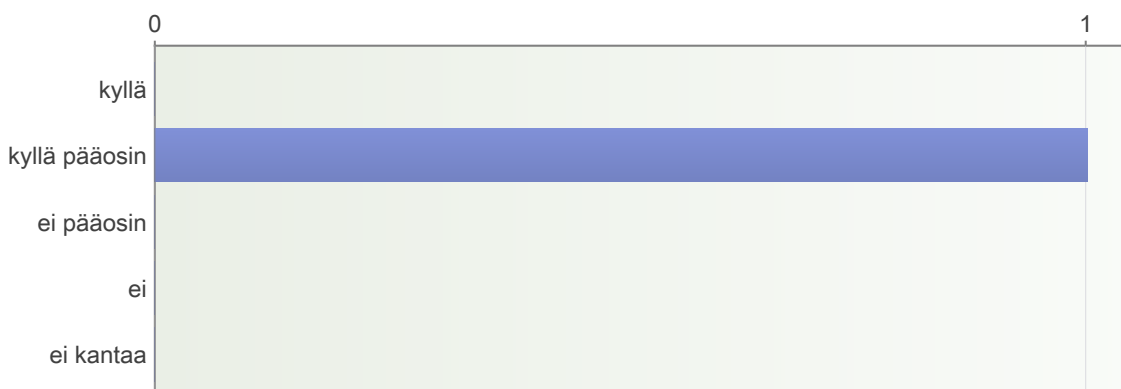 0 1
kyllä
kyllä pääosin
ei pääosin
ei
ei kantaa